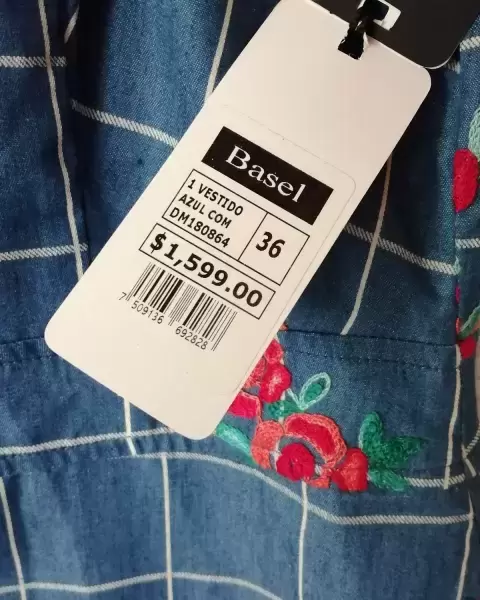 Basel
1 VESTIDO
AZUL COM
DM180864
36
$1,599.00
7 509136 692828